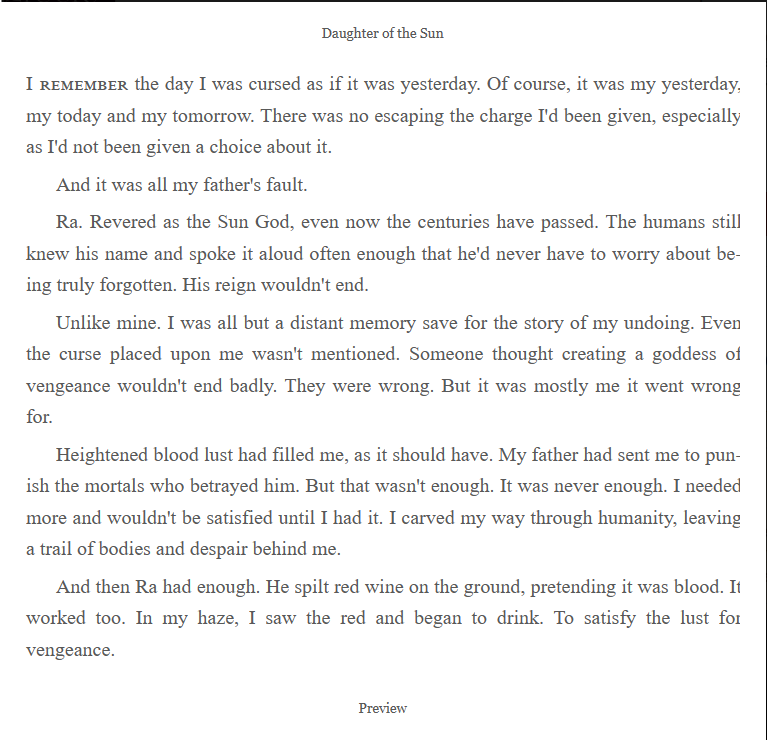 Daughter of the Sun
I REMEMBER the day I was cursed as if it was yesterday. Of course, it was my yesterday,
my today and my tomorrow. There was no escaping the charge I'd been given, especially
as I'd not been given a choice about it.
And it was all my father's fault.
Ra. Revered as the Sun God, even now the centuries have passed. The humans still
knew his name and spoke it aloud often enough that he'd never have to worry about be-
ing truly forgotten. His reign wouldn't end.
Unlike mine. I was all but a distant memory save for the story of my undoing. Even
the curse placed upon me wasn't mentioned. Someone thought creating a goddess of
vengeance wouldn't end badly. They were wrong. But it was mostly me it went wrong
for.
Heightened blood lust had filled me, as it should have. My father had sent me to pun-
ish the mortals who betrayed him. But that wasn't enough. It was never enough. I needed
more and wouldn't be satisfied until I had it. I carved my way through humanity, leaving
a trail of bodies and despair behind me.
And then Ra had enough. He spilt red wine on the ground, pretending it was blood. It
worked too. In my haze, I saw the red and began to drink. To satisfy the lust for
vengeance.
Preview